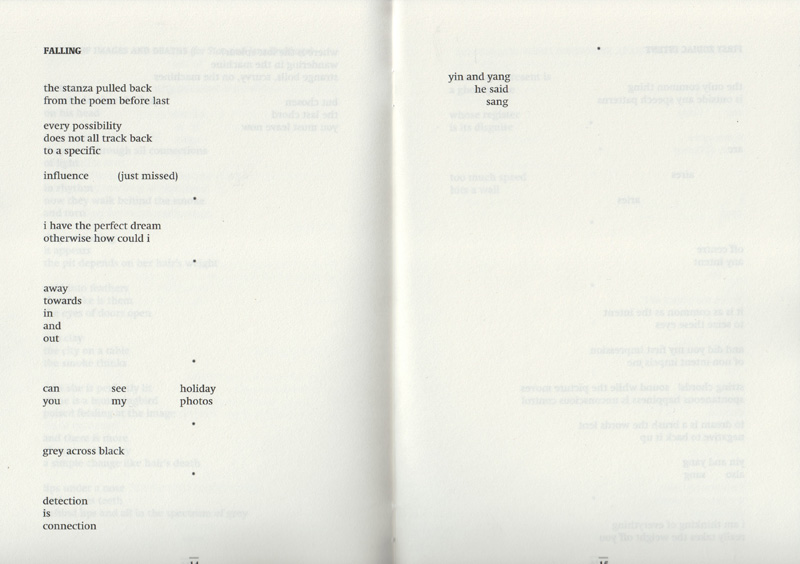 FALLING
the stanza pulled back
from the poem before last
every possibility
does not all track back
to a specific
influence (just missed)
*
i have the perfect dream
otherwise how could i
*
away
towards
in
and
out
*
can see holiday
you my photos
*
grey across black
*
detection
is
connection
*
yin and yang
he said
sang